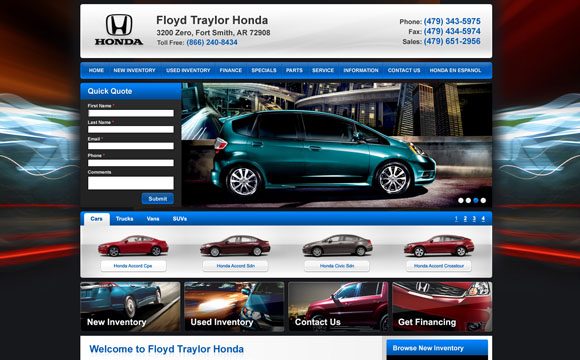 HONDA
Floyd Traylor Honda
3200 Zero, Fort Smith, AR 72908
Toll Free: (866) 240-8434
Phone: (479) 343-5975
Fax: (479) 434-5974
Sales: (479) 651-2956
HOME NEW INVENTORY USED INVENTORY FINANCE SPECIALS PARTS SERVICE INFORMATION CONTACT US HONDA EN ESPANOL
Quick Quote
First Name *
Last Name *
Email *
Phone *
Comments
Submit
Cars Trucks Vans SUVs 1 2 3 4
Honda Accord Cpe Honda Accord Sdn Honda Civic Sdn Honda Accord Crosstour
New Inventory Used Inventory Contact Us Get Financing
Welcome to Floyd Traylor Honda
Browse New Inventory